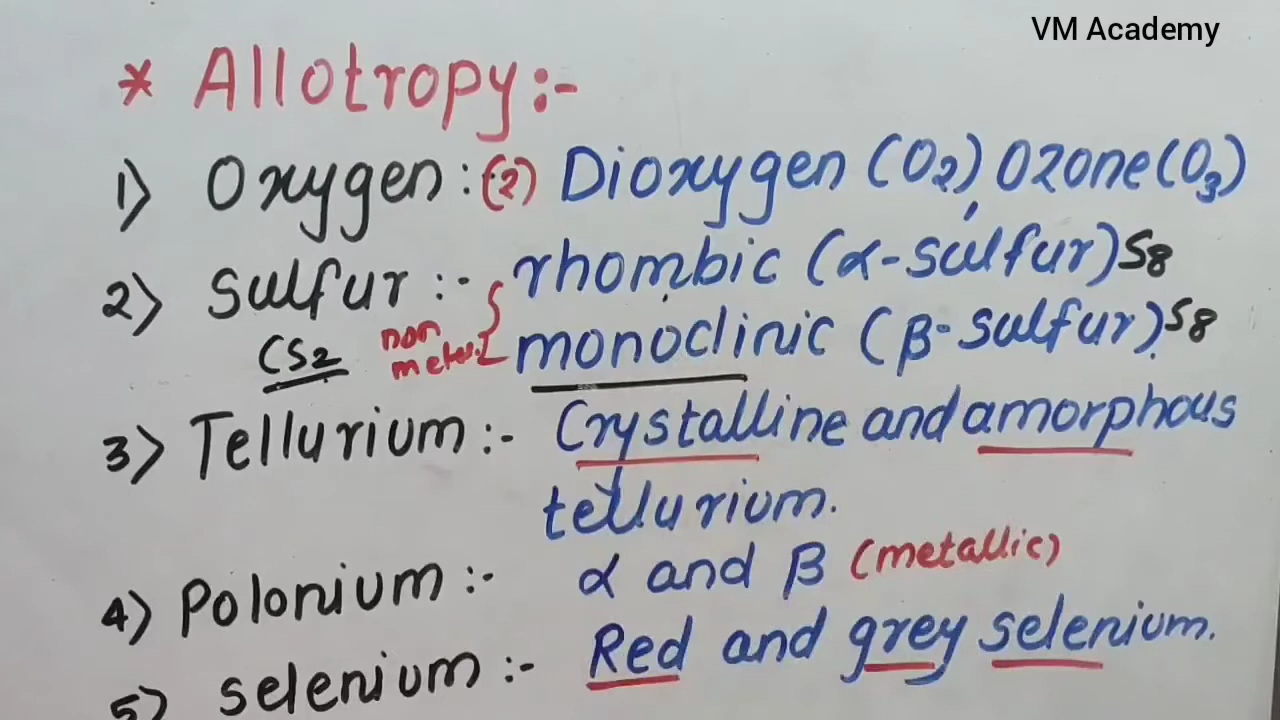 VM Academy
* Allotropy:-
1) Oxygen:- (2) Dioxygen (O2), Ozone (O3)
2) Sulfur :- rhombic (α-sulfur) S8
CS2 non metal { monoclinic (β-sulfur) S8
3) Tellurium :- Crystalline and amorphous
tellurium.
4) Polonium :- α and β (metallic)
5) selenium :- Red and grey selenium.